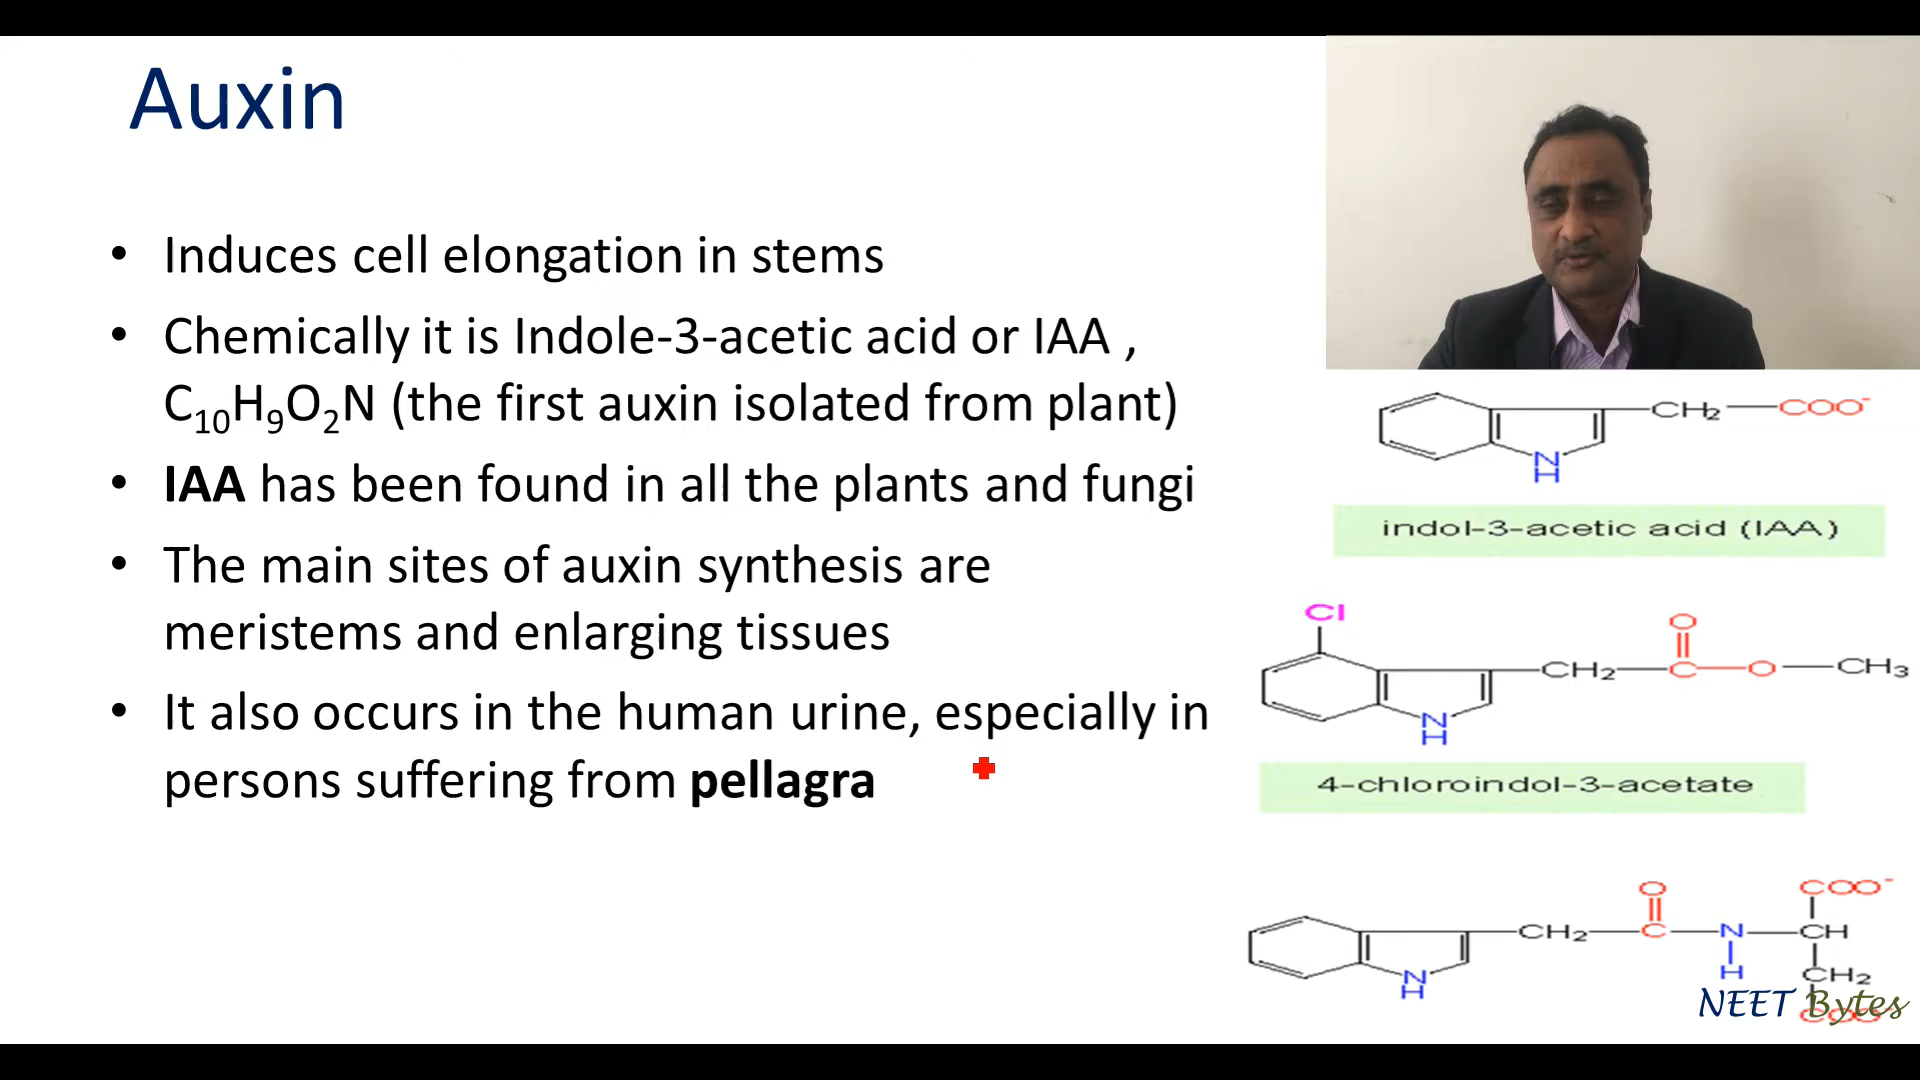 Auxin
• Induces cell elongation in stems
• Chemically it is Indole-3-acetic acid or IAA ,
C₁₀H₉O₂N (the first auxin isolated from plant)
• IAA has been found in all the plants and fungi
• The main sites of auxin synthesis are
meristems and enlarging tissues
• It also occurs in the human urine, especially in
persons suffering from pellagra
CH₂ COO⁻
N
H
indol-3-acetic acid (IAA)
Cl
O
CH₂ C O CH₃
N
H
4-chloroindol-3-acetate
O COO⁻
CH₂ C N CH
N
H
H CH₂
COO
NEET Bytes